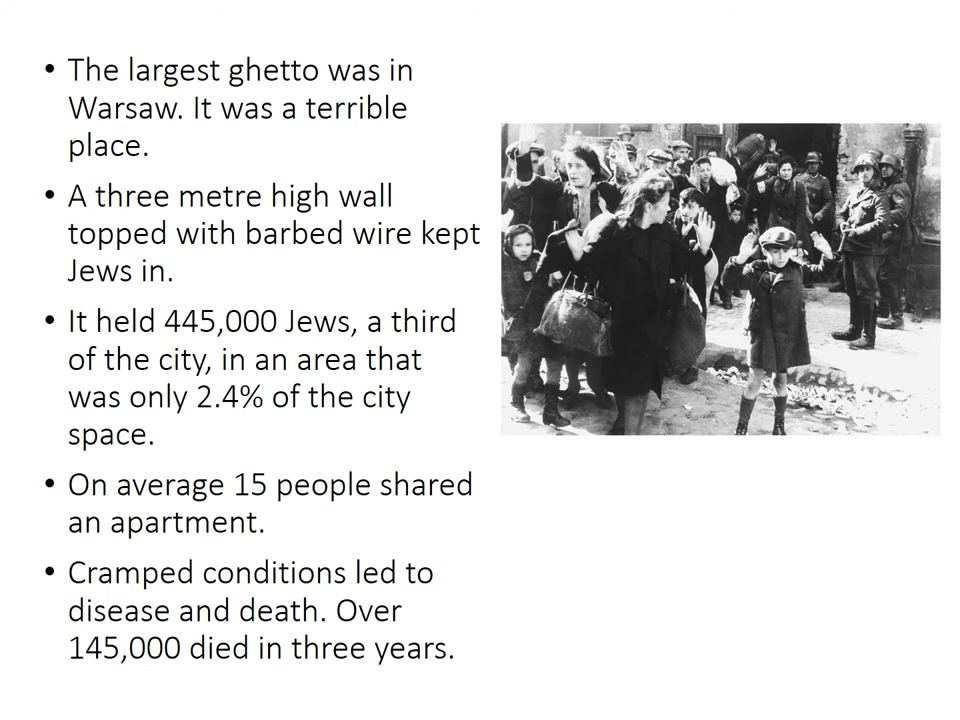 • The largest ghetto was in
Warsaw. It was a terrible
place.
• A three metre high wall
topped with barbed wire kept
Jews in.
• It held 445,000 Jews, a third
of the city, in an area that
was only 2.4% of the city
space.
• On average 15 people shared
an apartment.
• Cramped conditions led to
disease and death. Over
145,000 died in three years.